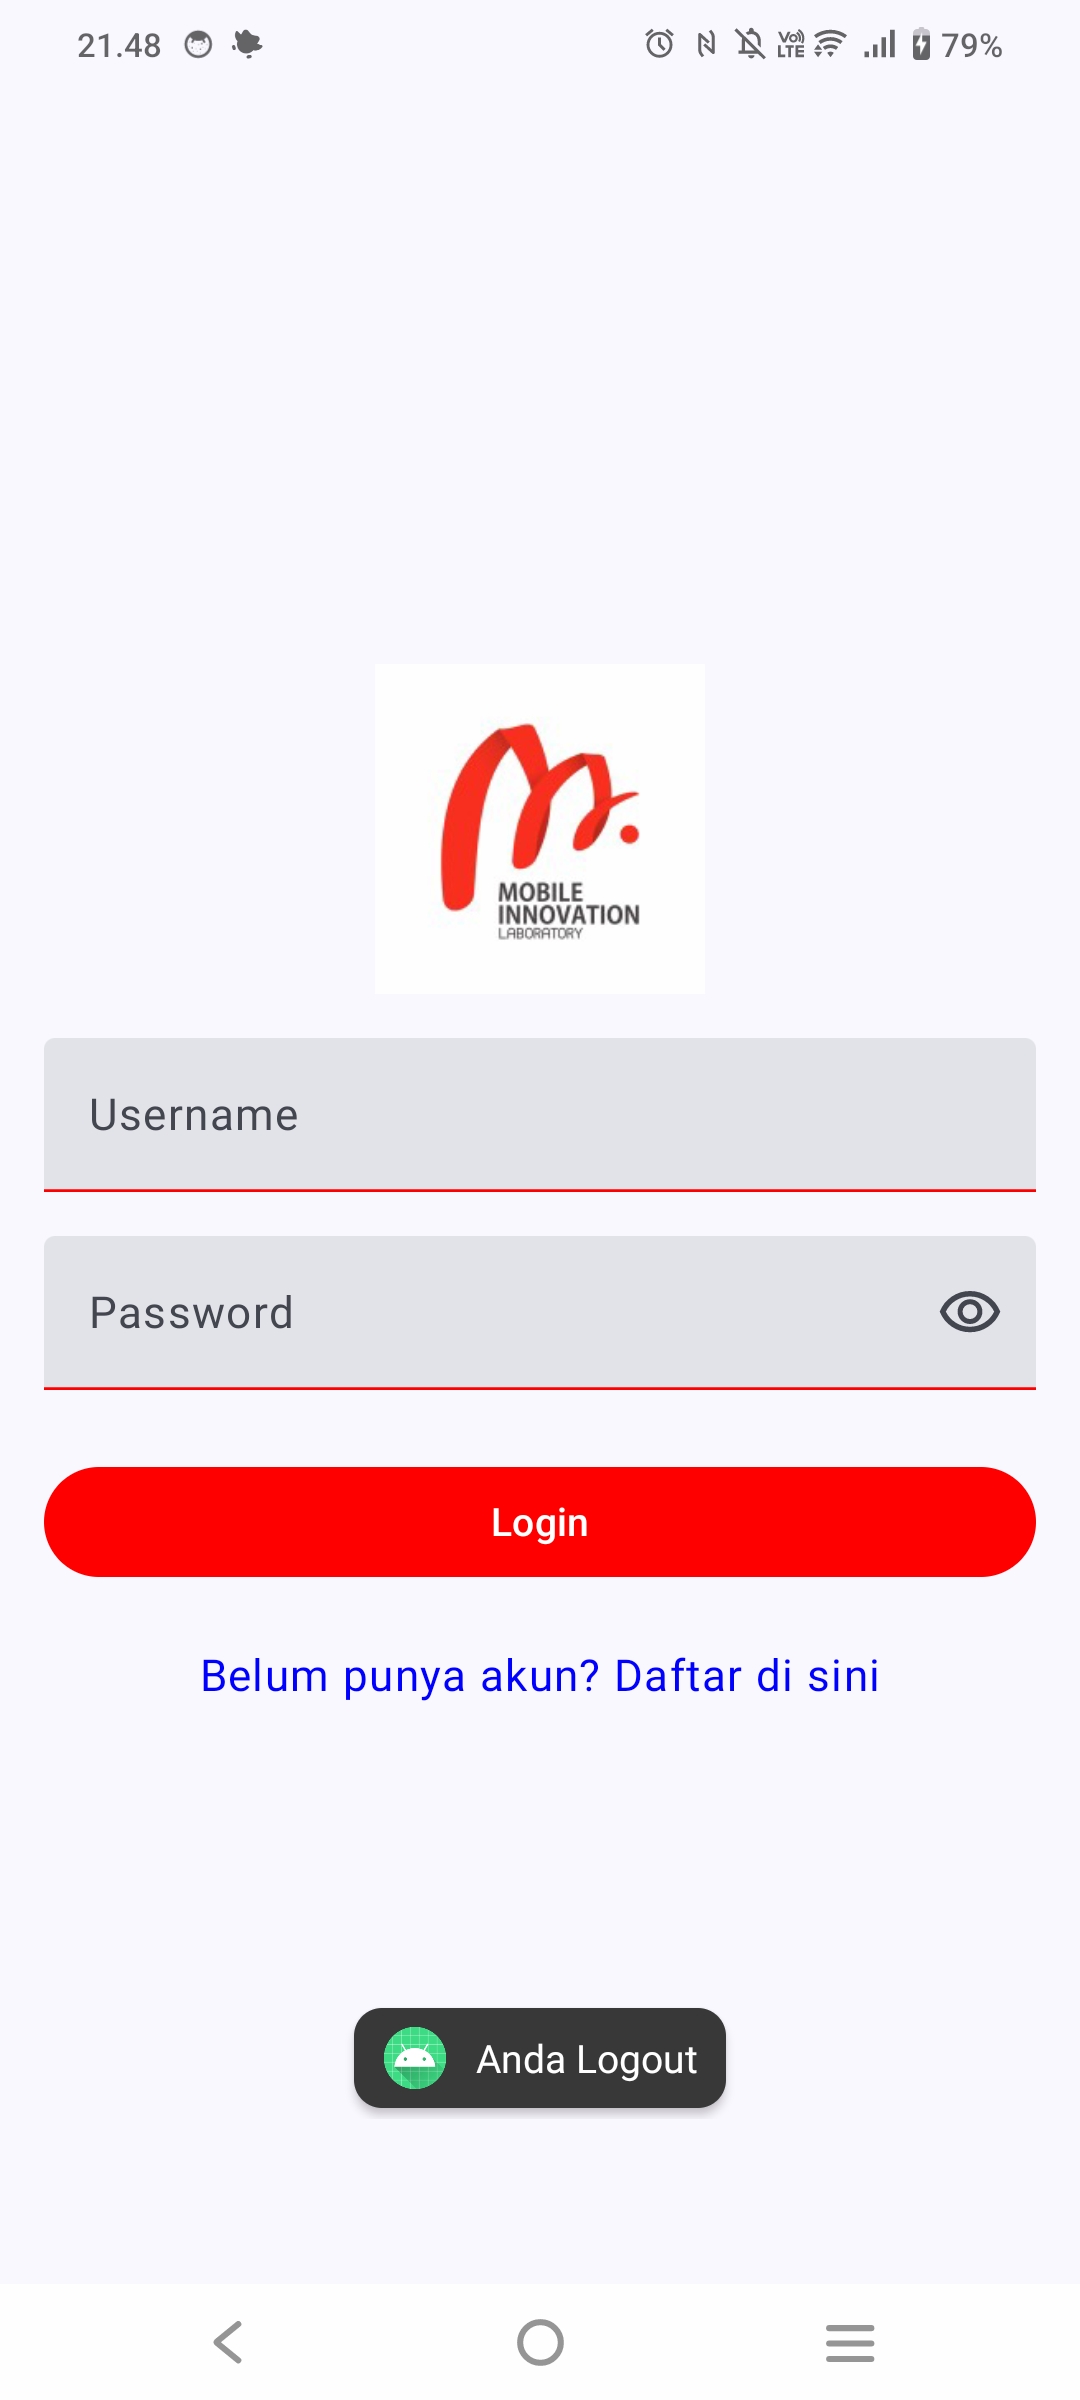 21.48
Vo) LTE
79%
MOBILE
INNOVATION
LABORATORY
Username
Password
Login
Belum punya akun? Daftar di sini
Anda Logout